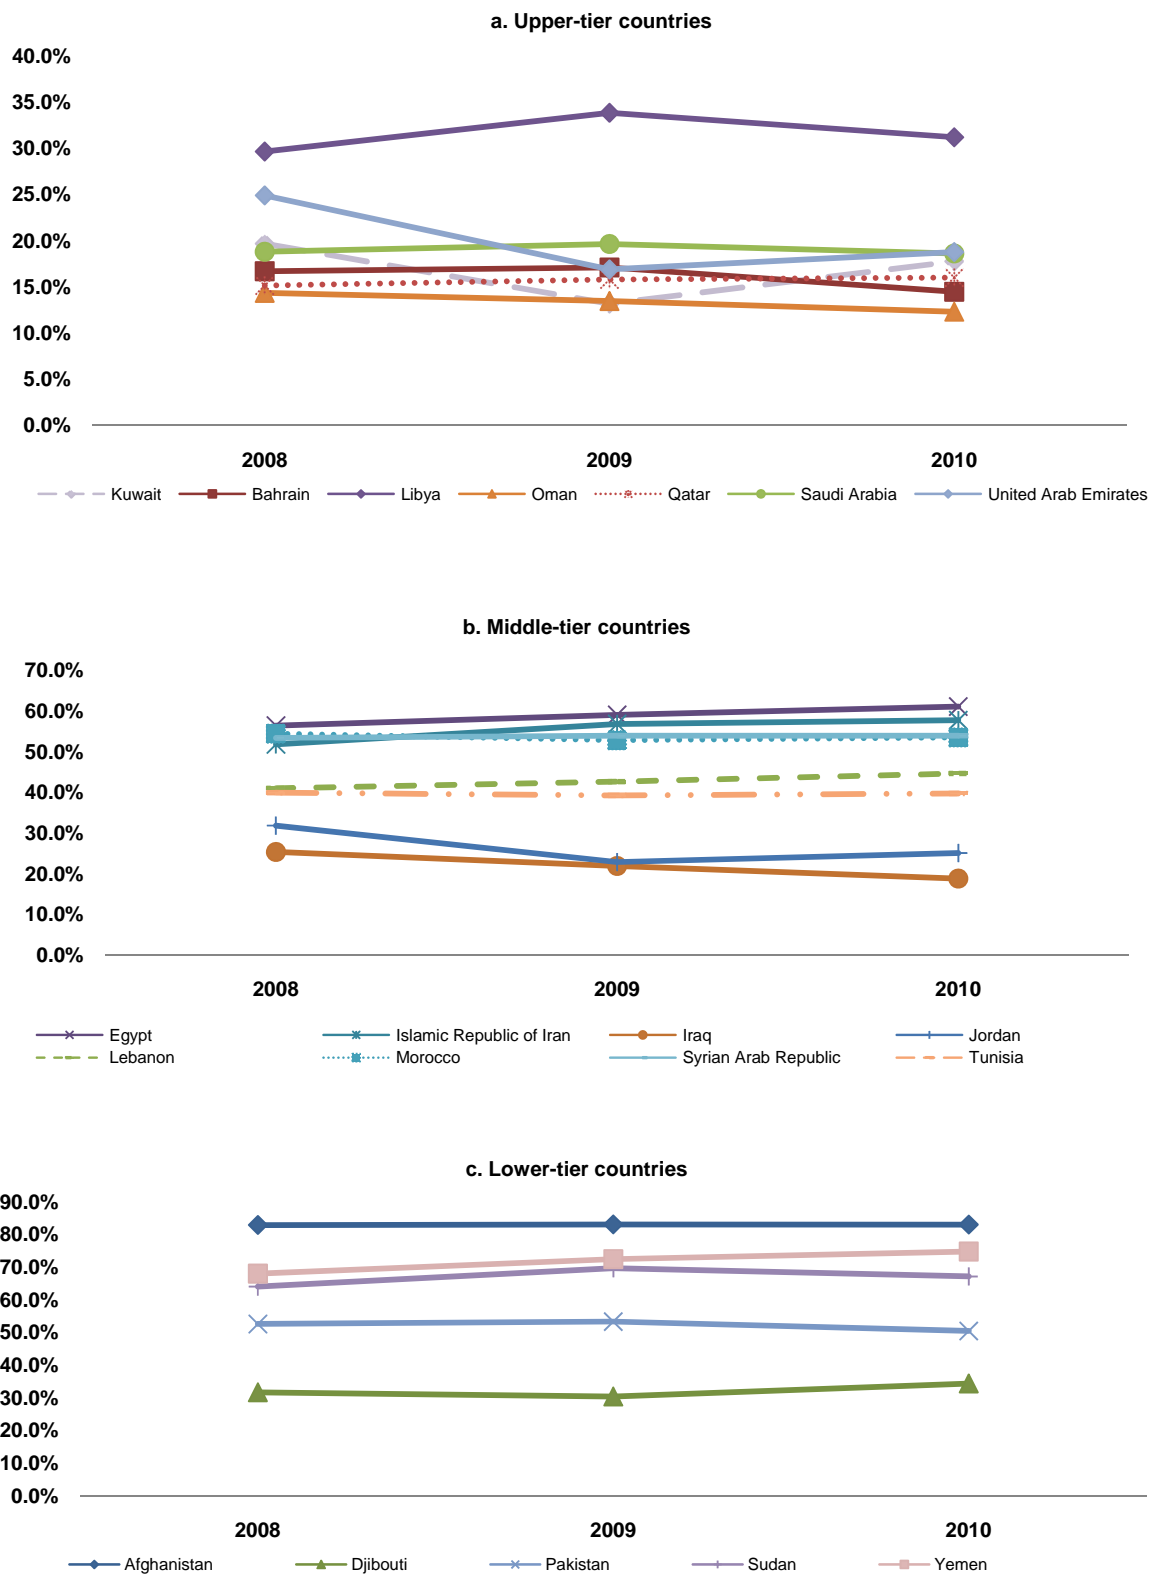 a. Upper-tier countries
40.0%
35.0%
30.0%
25.0%
20.0%
15.0%
10.0%
5.0%
0.0%
2008 2009 2010
Kuwait Bahrain Libya Oman Qatar Saudi Arabia United Arab Emirates
b. Middle-tier countries
70.0%
60.0%
50.0%
40.0%
30.0%
20.0%
10.0%
0.0%
2008 2009 2010
Egypt Islamic Republic of Iran Iraq Jordan
Lebanon Morocco Syrian Arab Republic Tunisia
c. Lower-tier countries
90.0%
80.0%
70.0%
60.0%
50.0%
40.0%
30.0%
20.0%
10.0%
0.0%
2008 2009 2010
Afghanistan Djibouti Pakistan Sudan Yemen